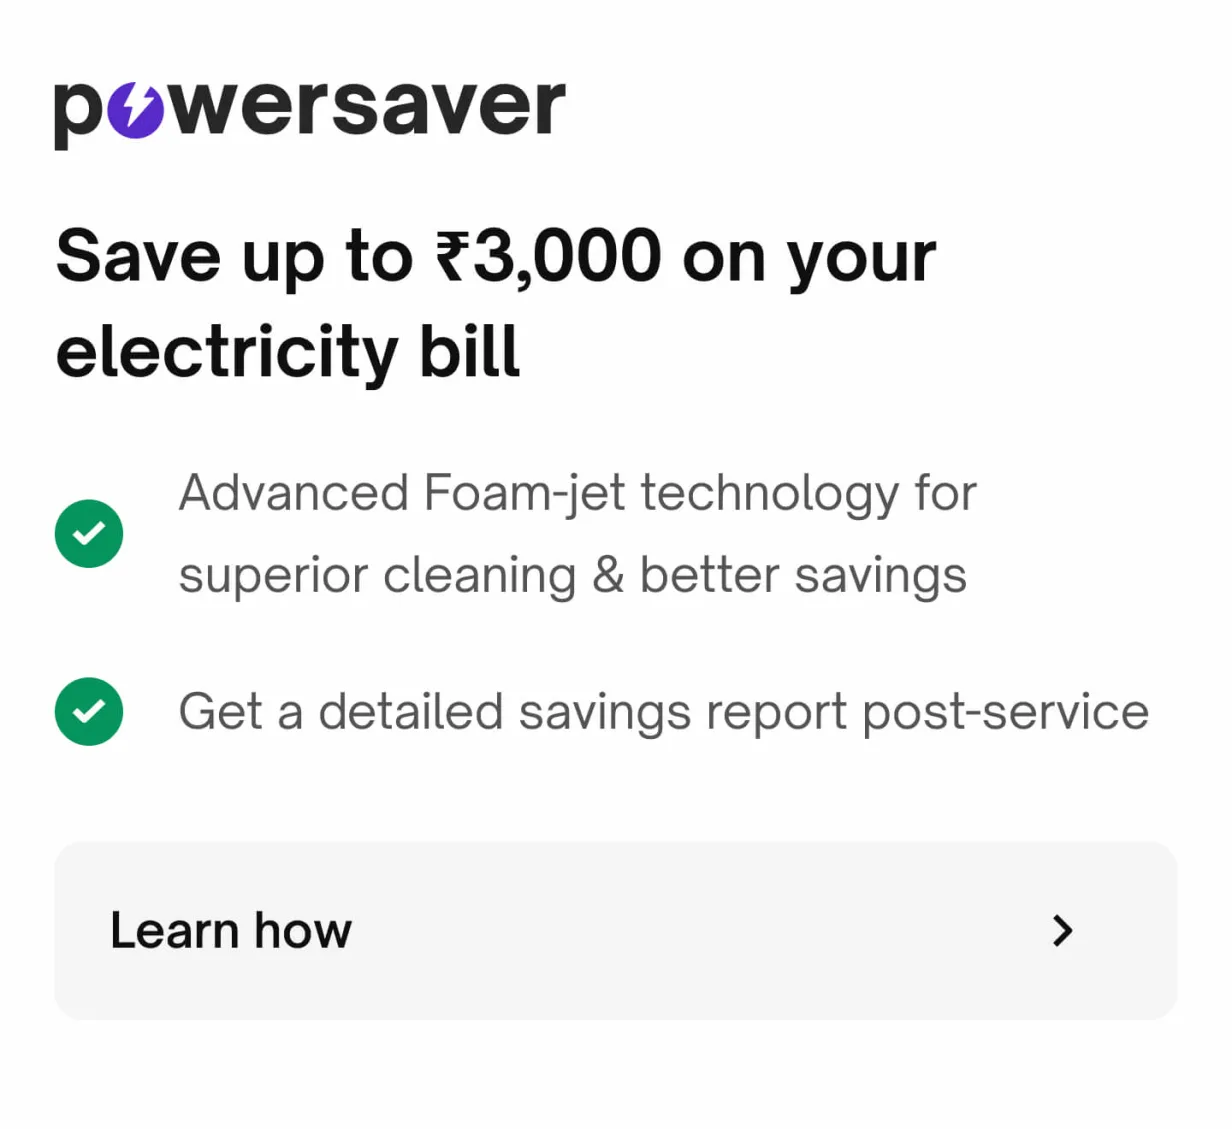 powersaver
Save up to ₹3,000 on your
electricity bill
Advanced Foam-jet technology for
superior cleaning & better savings
Get a detailed savings report post-service
Learn how